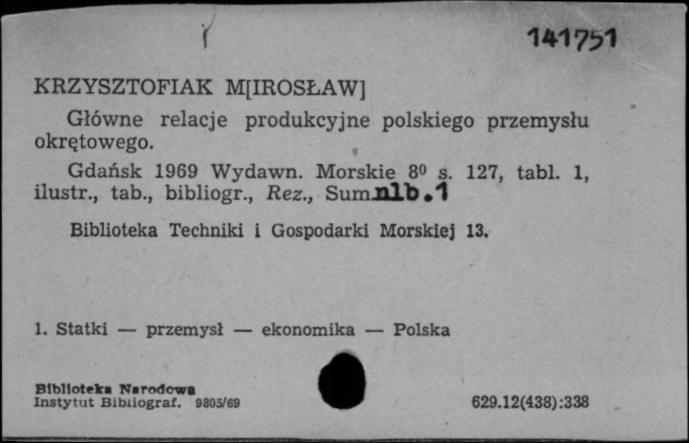 141751
KRZYSZTOFIAK M[IROSŁAW]
Główne relacje produkcyjne polskiego przemysłu
okrętowego.
Gdańsk 1969 Wydawn. Morskie 8⁰ s. 127, tabl. 1,
ilustr., tab., bibliogr., Rez., Sum. nlb. 1
Biblioteka Techniki i Gospodarki Morskiej 13.
1. Statki — przemysł — ekonomika — Polska
Biblioteka Narodowa
Instytut Bibliograf. 9805/69
629.12(438):338